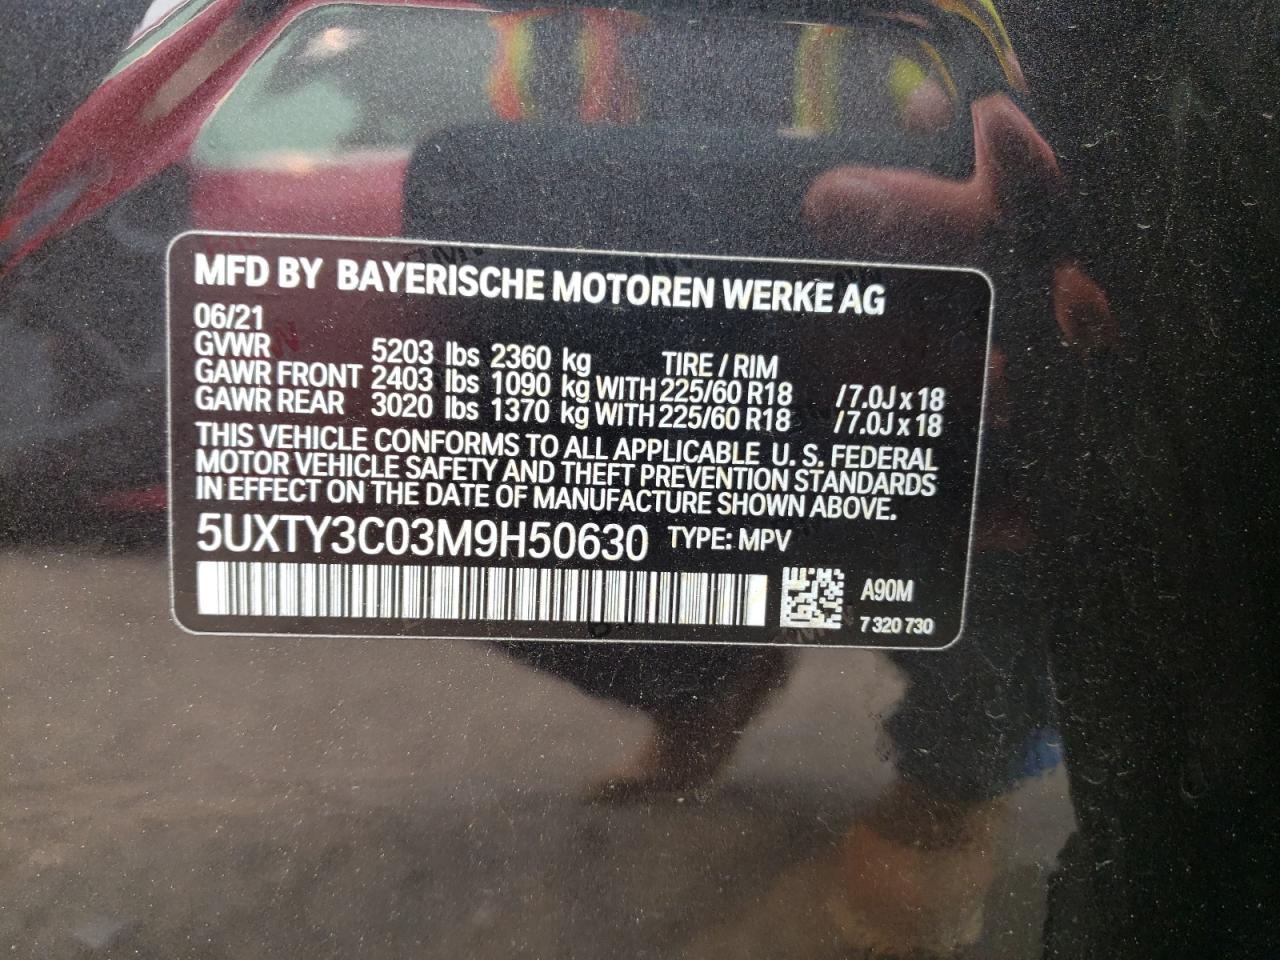 MFD BY BAYERISCHE MOTOREN WERKE AG
06/21
GVWR 5203 lbs 2360 kg TIRE / RIM
GAWR FRONT 2403 lbs 1090 kg WITH 225/60 R18 / 7.0J x 18
GAWR REAR 3020 lbs 1370 kg WITH 225/60 R18 / 7.0J x 18
THIS VEHICLE CONFORMS TO ALL APPLICABLE U. S. FEDERAL
MOTOR VEHICLE SAFETY AND THEFT PREVENTION STANDARDS
IN EFFECT ON THE DATE OF MANUFACTURE SHOWN ABOVE.
5UXTY3C03M9H50630 TYPE: MPV
A90M
7 320 730